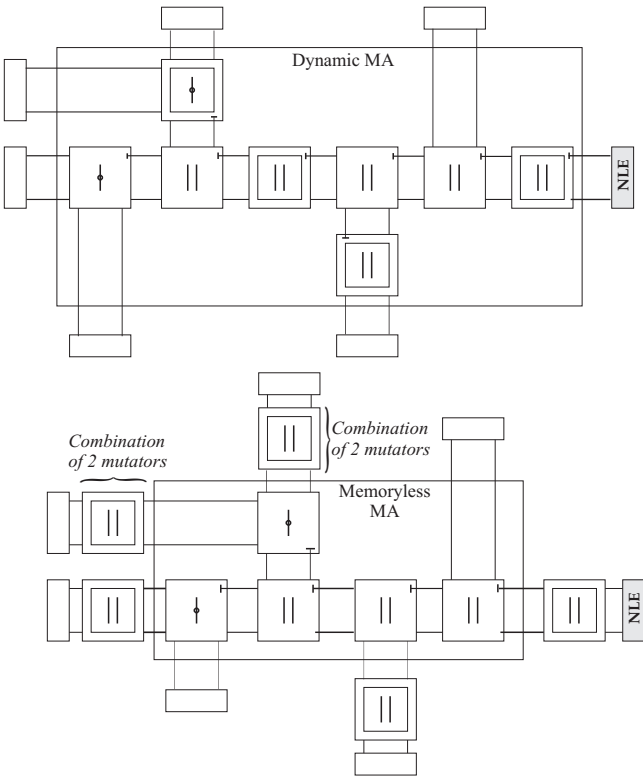 Dynamic MA
NLE
Combination
of 2 mutators
Combination
of 2 mutators
Memoryless
MA
NLE